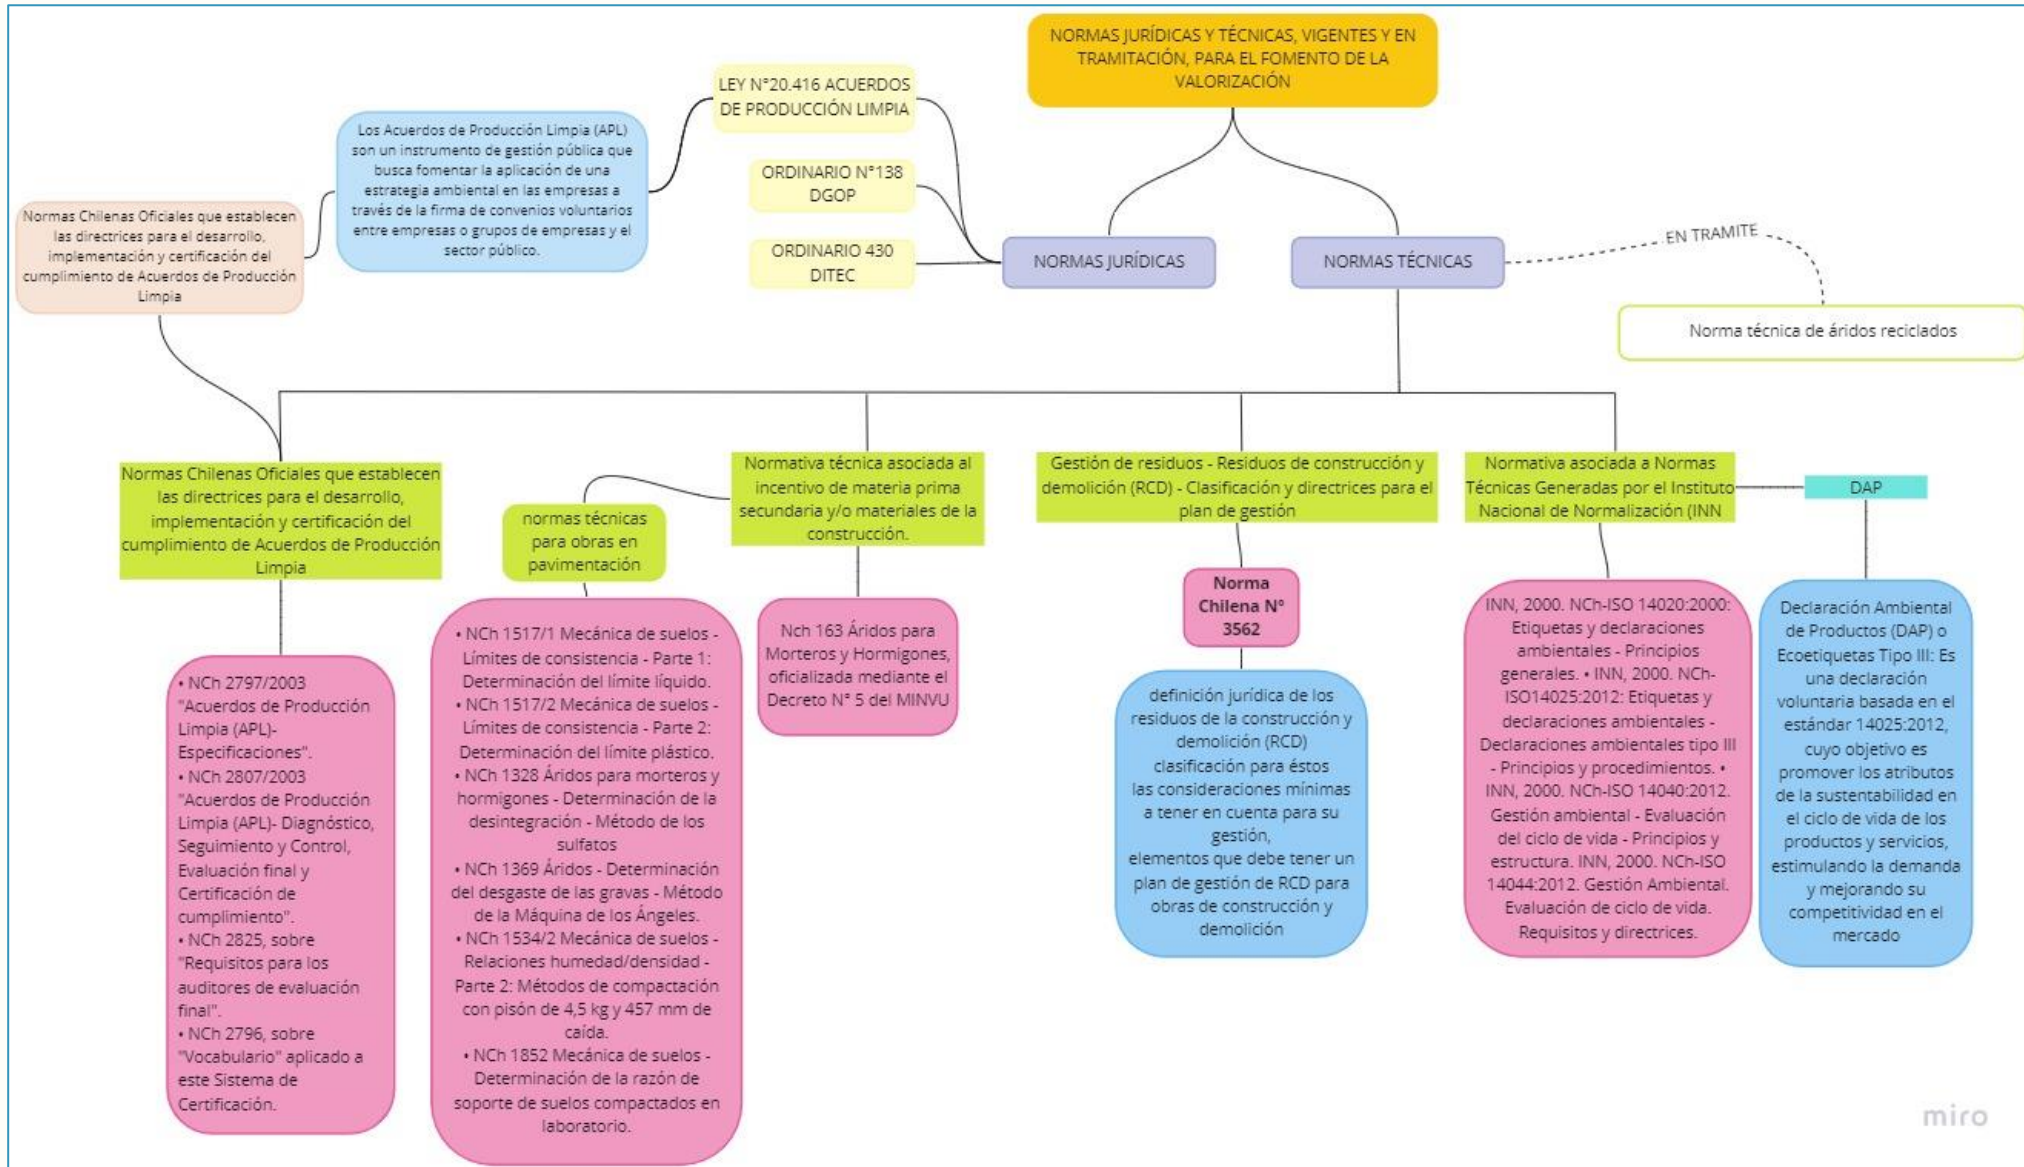 NORMAS JURÍDICAS Y TÉCNICAS, VIGENTES Y EN
TRAMITACIÓN, PARA EL FOMENTO DE LA
VALORIZACIÓN
LEY N°20.416 ACUERDOS
DE PRODUCCIÓN LIMPIA
Los Acuerdos de Producción Limpia (APL)
son un instrumento de gestión pública que
busca fomentar la aplicación de una
estrategia ambiental en las empresas a
través de la firma de convenios voluntarios
entre empresas o grupos de empresas y el
sector público.
ORDINARIO N°138
DGOP
Normas Chilenas Oficiales que establecen
las directrices para el desarrollo,
implementación y certificación del
cumplimiento de Acuerdos de Producción
Limpia
ORDINARIO 430
DITEC
NORMAS JURÍDICAS
NORMAS TÉCNICAS
EN TRAMITE
Norma técnica de áridos reciclados
Normas Chilenas Oficiales que establecen
las directrices para el desarrollo,
implementación y certificación del
cumplimiento de Acuerdos de Producción
Limpia
normas técnicas
para obras en
pavimentación
Normativa técnica asociada al
incentivo de materia prima
secundaria y/o materiales de la
construcción.
Gestión de residuos - Residuos de construcción y
demolición (RCD) - Clasificación y directrices para el
plan de gestión
Normativa asociada a Normas
Técnicas Generadas por el Instituto
Nacional de Normalización (INN
DAP
• NCh 2797/2003
"Acuerdos de Producción
Limpia (APL)-
Especificaciones".
• NCh 2807/2003
"Acuerdos de Producción
Limpia (APL)- Diagnóstico,
Seguimiento y Control,
Evaluación final y
Certificación de
cumplimiento".
• NCh 2825, sobre
"Requisitos para los
auditores de evaluación
final".
• NCh 2796, sobre
"Vocabulario" aplicado a
este Sistema de
Certificación.
• NCh 1517/1 Mecánica de suelos -
Límites de consistencia - Parte 1:
Determinación del límite líquido.
• NCh 1517/2 Mecánica de suelos -
Límites de consistencia - Parte 2:
Determinación del límite plástico.
• NCh 1328 Áridos para morteros y
hormigones - Determinación de la
desintegración - Método de los
sulfatos
• NCh 1369 Áridos - Determinación
del desgaste de las gravas - Método
de la Máquina de los Ángeles.
• NCh 1534/2 Mecánica de suelos -
Relaciones humedad/densidad -
Parte 2: Métodos de compactación
con pisón de 4,5 kg y 457 mm de
caída.
• NCh 1852 Mecánica de suelos -
Determinación de la razón de
soporte de suelos compactados en
laboratorio.
Nch 163 Áridos para
Morteros y Hormigones,
oficializada mediante el
Decreto N° 5 del MINVU
Norma
Chilena N°
3562
definición jurídica de los
residuos de la construcción y
demolición (RCD)
clasificación para éstos
las consideraciones mínimas
a tener en cuenta para su
gestión,
elementos que debe tener un
plan de gestión de RCD para
obras de construcción y
demolición
INN, 2000. NCh-ISO 14020:2000:
Etiquetas y declaraciones
ambientales - Principios
generales. • INN, 2000. NCh-
ISO14025:2012: Etiquetas y
declaraciones ambientales -
Declaraciones ambientales tipo III
- Principios y procedimientos. •
INN, 2000. NCh-ISO 14040:2012.
Gestión ambiental - Evaluación
del ciclo de vida - Principios y
estructura. INN, 2000. NCh-ISO
14044:2012. Gestión Ambiental.
Evaluación de ciclo de vida.
Requisitos y directrices.
Declaración Ambiental
de Productos (DAP) o
Ecoetiquetas Tipo III: Es
una declaración
voluntaria basada en el
estándar 14025:2012,
cuyo objetivo es
promover los atributos
de la sustentabilidad en
el ciclo de vida de los
productos y servicios,
estimulando la demanda
y mejorando su
competitividad en el
mercado
miro